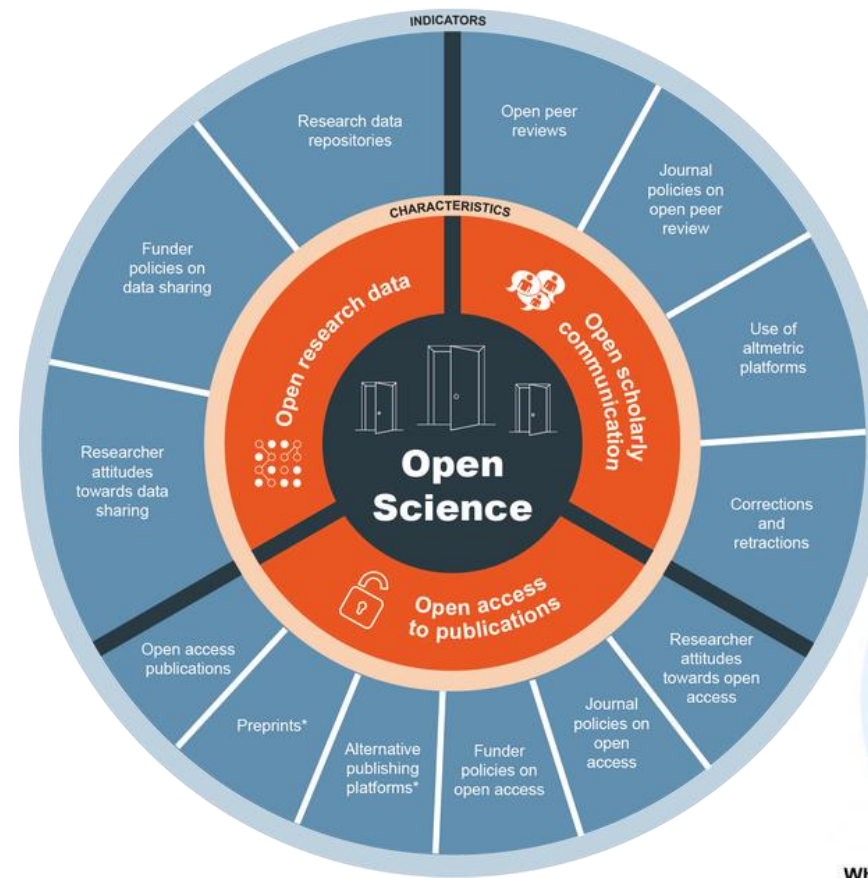 INDICATORS
Research data
repositories
Open peer
reviews
Journal
policies on
open peer
review
Use of
altmetric
platforms
Corrections
and
retractions
Researcher
attitudes
towards open
access
Journal
policies on
open
access
Funder
policies on
open access
Alternative
publishing
platforms*
Preprints*
Open access
publications
Researcher
attitudes
towards data
sharing
Funder
policies on
data sharing
CHARACTERISTICS
Open research data
Open scholarly
communication
Open access
to publications
Open
Science